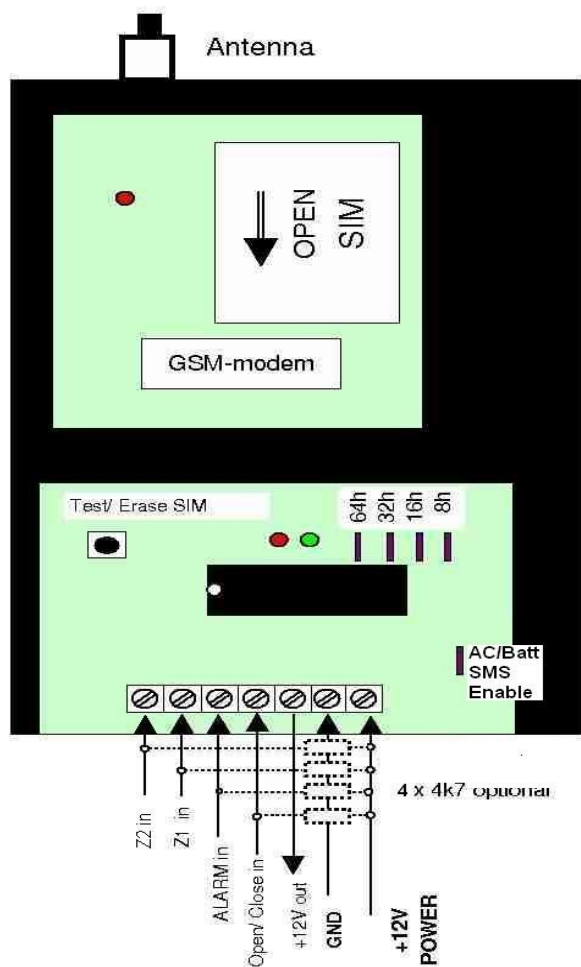 Antenna
OPEN
SIM
GSM-modem
Test/ Erase SIM
64h
32h
16h
8h
AC/Batt
SMS
Enable
4 x 4k7 optional
Z2 in
Z1 in
ALARM in
Open/ Close in
+12V out
GND
+12V
POWER